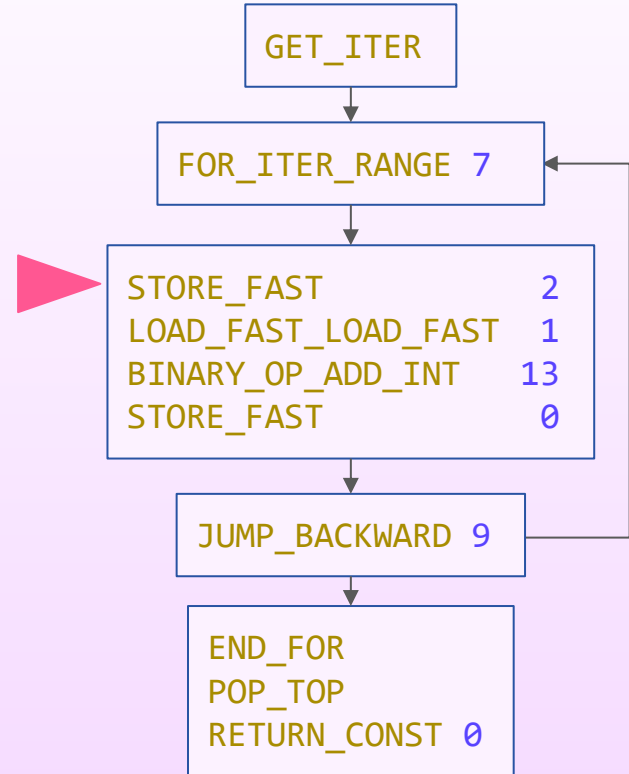 GET_ITER
FOR_ITER_RANGE 7
STORE_FAST 2
LOAD_FAST_LOAD_FAST 1
BINARY_OP_ADD_INT 13
STORE_FAST 0
JUMP_BACKWARD 9
END_FOR
POP_TOP
RETURN_CONST 0